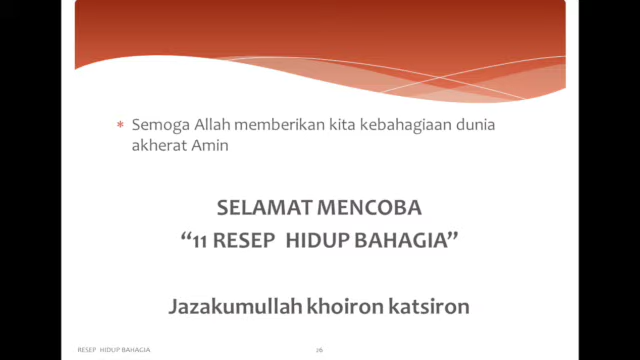 * Semoga Allah memberikan kita kebahagiaan dunia
akherat Amin
SELAMAT MENCOBA
“11 RESEP HIDUP BAHAGIA”
Jazakumullah khoiron katsiron
RESEP HIDUP BAHAGIA
26